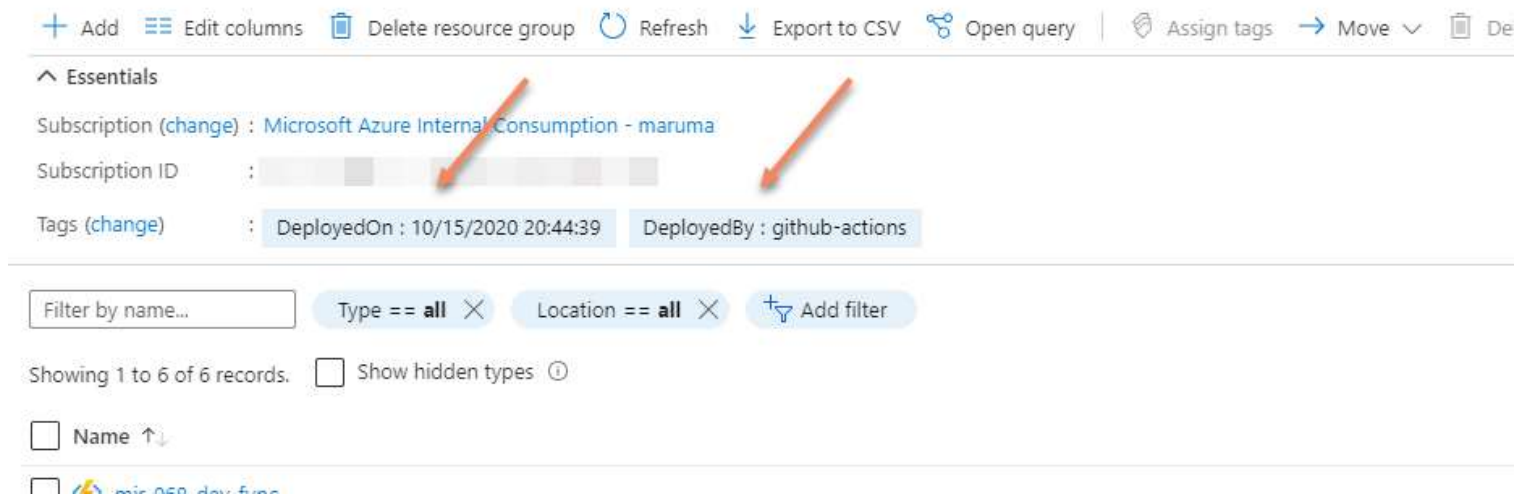 Add Edit columns Delete resource group Refresh Export to CSV Open query Assign tags Move De
Essentials
Subscription (change) : Microsoft Azure Internal Consumption - maruma
Subscription ID :
Tags (change) : DeployedOn : 10/15/2020 20:44:39 DeployedBy : github-actions
Filter by name... Type == all Location == all Add filter
Showing 1 to 6 of 6 records. Show hidden types
Name